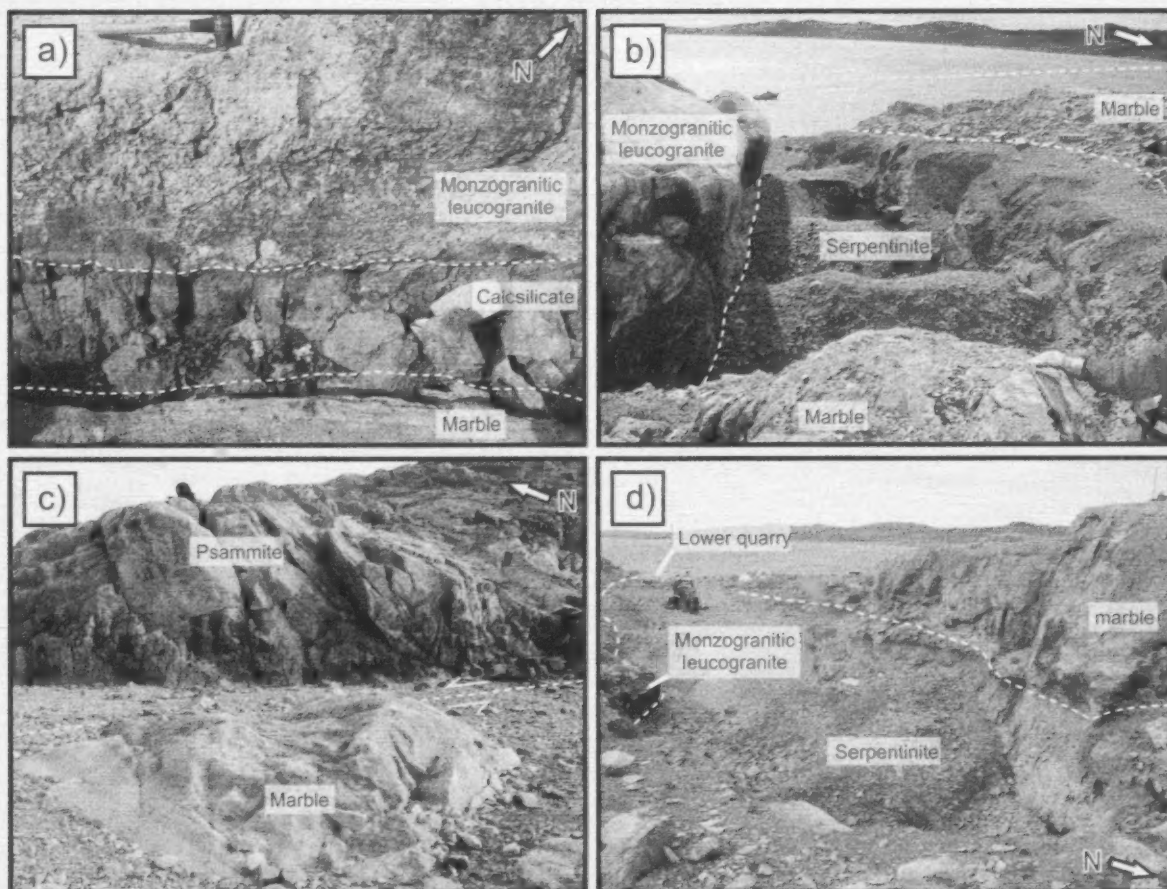 a)
N
Monzogranitic
leucogranite
Calcsilicate
Marble
b)
N
Marble
Monzogranitic
leucogranite
Serpentinite
Marble
c)
N
Psammite
Marble
d)
Lower quarry
Monzogranitic
leucogranite
marble
Serpentinite
N